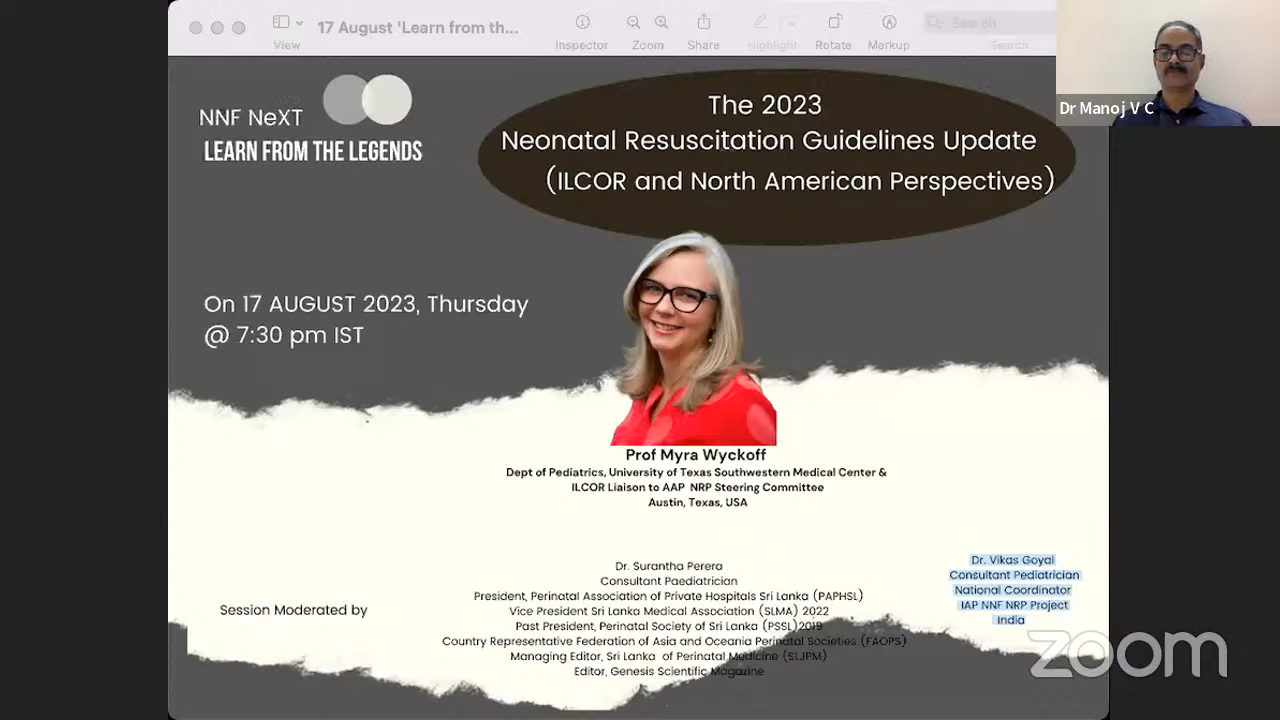 17 August 'Learn from th...
View
Inspector
Zoom
Share
Highlight
Rotate
Markup
Search
Search
Dr Manoj V C
NNF NeXT
LEARN FROM THE LEGENDS
The 2023
Neonatal Resuscitation Guidelines Update
(ILCOR and North American Perspectives)
On 17 AUGUST 2023, Thursday
@ 7:30 pm IST
Prof Myra Wyckoff
Dept of Pediatrics, University of Texas Southwestern Medical Center &
ILCOR Liaison to AAP NRP Steering Committee
Austin, Texas, USA
Session Moderated by
Dr. Surantha Perera
Consultant Paediatrician
President, Perinatal Association of Private Hospitals Sri Lanka (PAPHSL)
Vice President Sri Lanka Medical Association (SLMA) 2022
Past President, Perinatal Society of Sri Lanka (PSSL)2019
Country Representative Federation of Asia and Oceania Perinatal Societies (FAOPS)
Managing Editor, Sri Lanka of Perinatal Medicine (SLJPM)
Editor, Genesis Scientific Magazine
Dr. Vikas Goyal
Consultant Pediatrician
National Coordinator
IAP NNF NRP Project
India
zoom